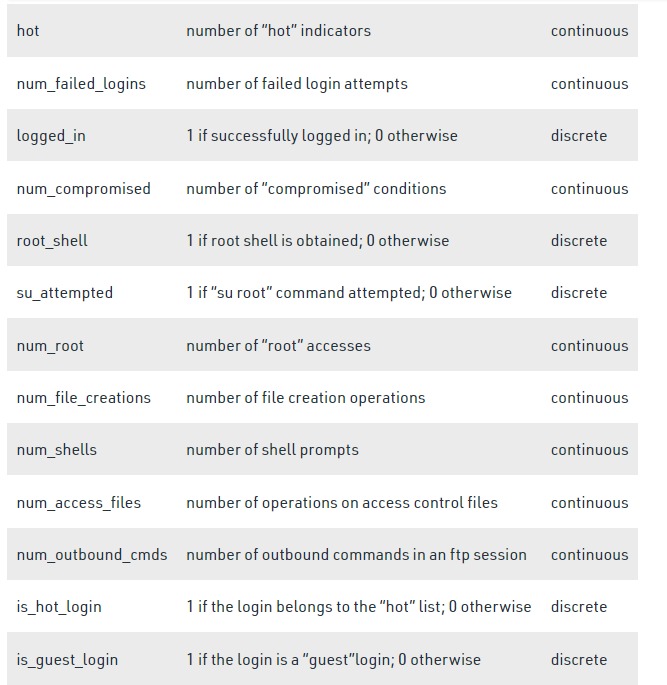 hot number of “hot” indicators continuous
num_failed_logins number of failed login attempts continuous
logged_in 1 if successfully logged in; 0 otherwise discrete
num_compromised number of “compromised” conditions continuous
root_shell 1 if root shell is obtained; 0 otherwise discrete
su_attempted 1 if “su root” command attempted; 0 otherwise discrete
num_root number of “root” accesses continuous
num_file_creations number of file creation operations continuous
num_shells number of shell prompts continuous
num_access_files number of operations on access control files continuous
num_outbound_cmds number of outbound commands in an ftp session continuous
is_hot_login 1 if the login belongs to the “hot” list; 0 otherwise discrete
is_guest_login 1 if the login is a “guest”login; 0 otherwise discrete